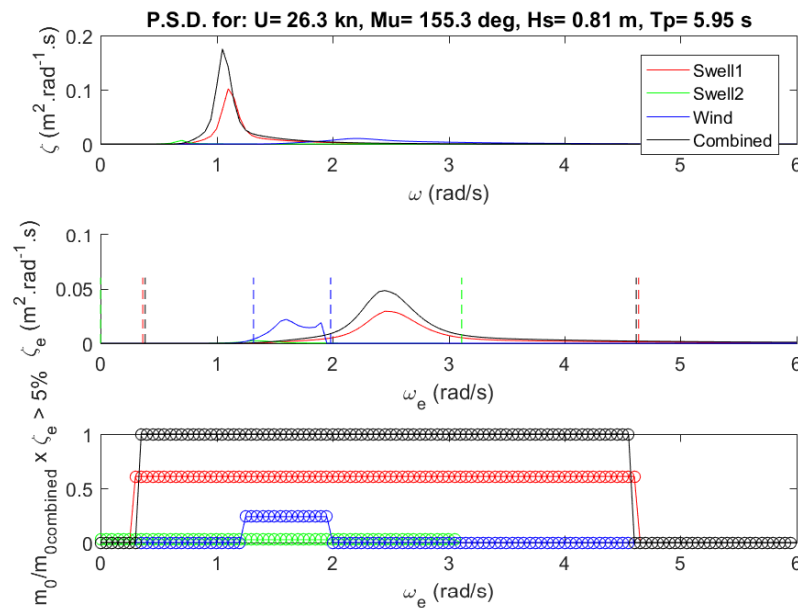 P.S.D. for: U= 26.3 kn, Mu= 155.3 deg, Hs= 0.81 m, Tp= 5.95 s
ζ (m².rad⁻¹.s)
0.2
0.1
0
Swell1
Swell2
Wind
Combined
0 1 2 3 4 5 6
ω (rad/s)
ζₑ (m².rad⁻¹.s)
0.1
0.05
0
0 1 2 3 4 5 6
ωₑ (rad/s)
m₀/m₀combined x ζₑ > 5%
1
0.5
0
0 1 2 3 4 5 6
ωₑ (rad/s)